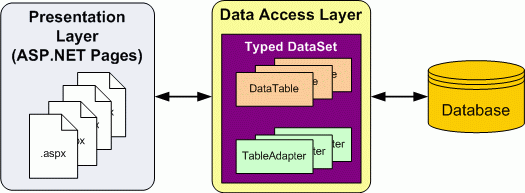 Presentation
Layer
(ASP.NET Pages)
.aspx
Data Access Layer
Typed DataSet
DataTable
TableAdapter
Database